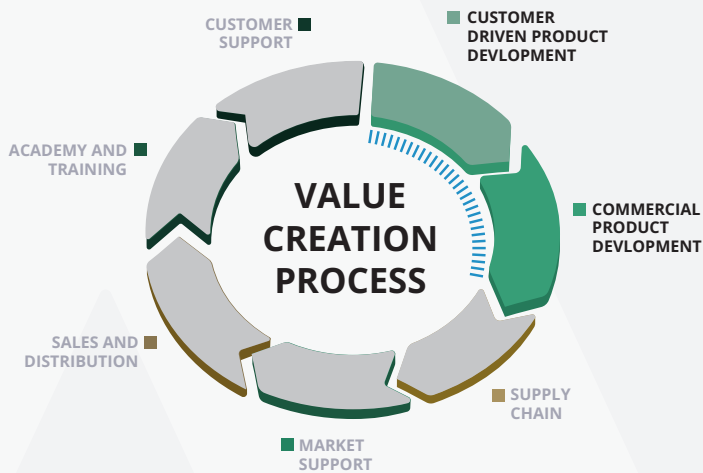 CUSTOMER
SUPPORT
CUSTOMER
DRIVEN PRODUCT
DEVLOPMENT
ACADEMY AND
TRAINING
VALUE
CREATION
PROCESS
COMMERCIAL
PRODUCT
DEVLOPMENT
SALES AND
DISTRIBUTION
SUPPLY
CHAIN
MARKET
SUPPORT